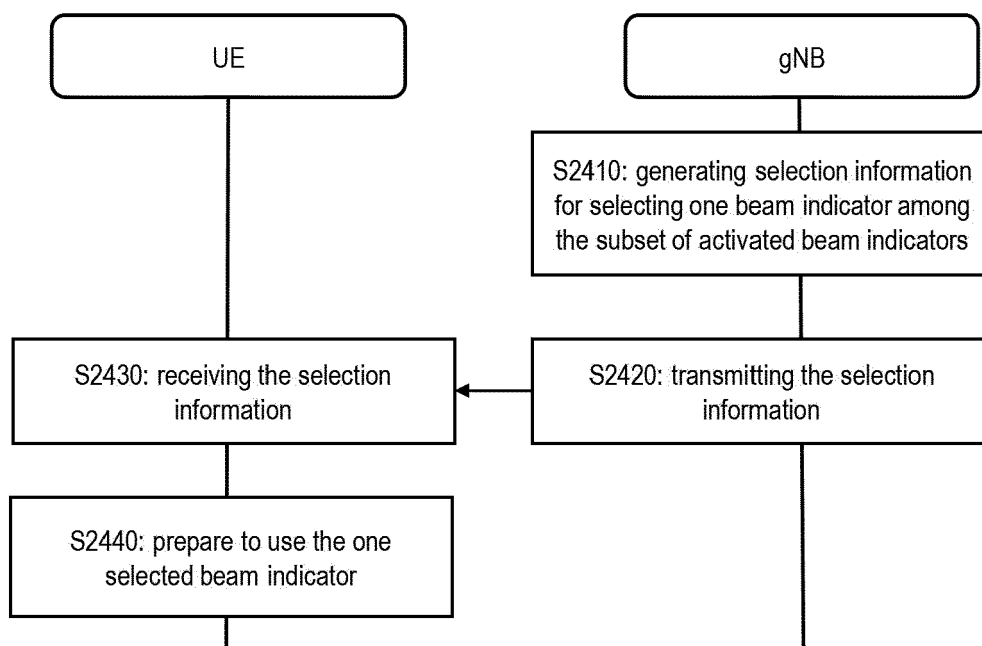 UE
gNB
S2410: generating selection information
for selecting one beam indicator among
the subset of activated beam indicators
S2430: receiving the selection
information
S2420: transmitting the selection
information
S2440: prepare to use the one
selected beam indicator